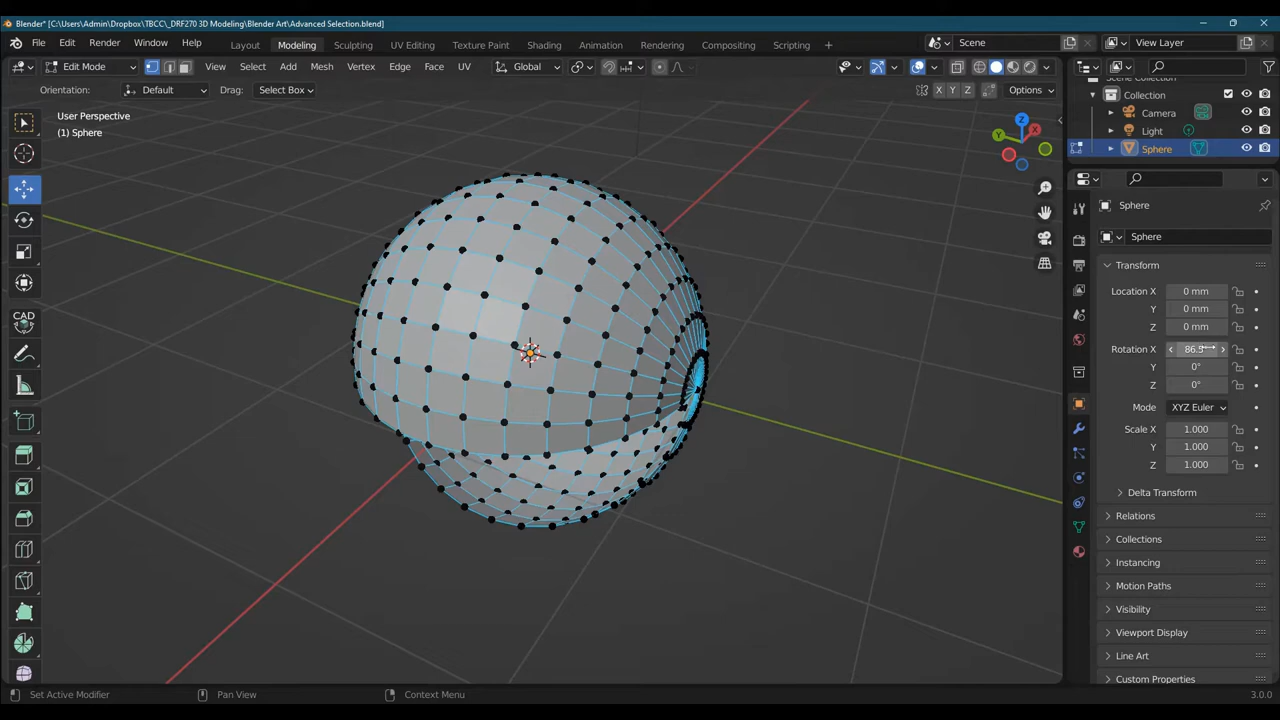 Blender* [C:\Users\Admin\Dropbox\TBCC\_DRF270 3D Modeling\Blender Art\Advanced Selection.blend]
File Edit Render Window Help Layout Modeling Sculpting UV Editing Texture Paint Shading Animation Rendering Compositing Scripting + Scene View Layer
Edit Mode View Select Add Mesh Vertex Edge Face UV Global
Orientation: Default Drag: Select Box X Y Z Options
User Perspective
(1) Sphere
Z
Y
X
CAD
Scene Collection
Collection
Camera
Light
Sphere
Sphere
Sphere
Transform
Location X 0 mm
Y 0 mm
Z 0 mm
Rotation X 86.5°
Y 0°
Z 0°
Mode XYZ Euler
Scale X 1.000
Y 1.000
Z 1.000
Delta Transform
Relations
Collections
Instancing
Motion Paths
Visibility
Viewport Display
Line Art
Custom Properties
Set Active Modifier Pan View Context Menu 3.0.0